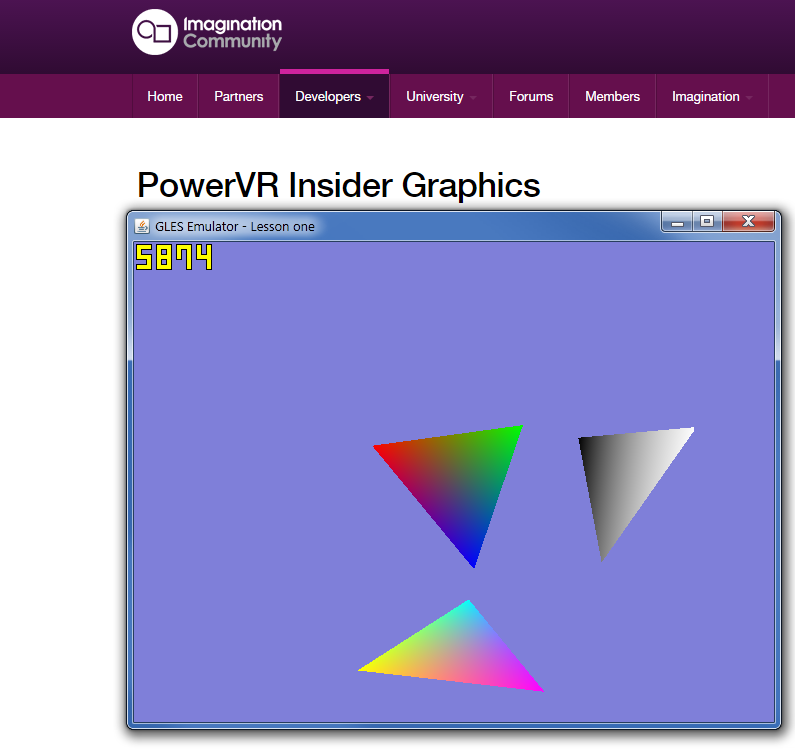 Imagination
Community
Home Partners Developers University Forums Members Imagination
PowerVR Insider Graphics
GLES Emulator - Lesson one
5874